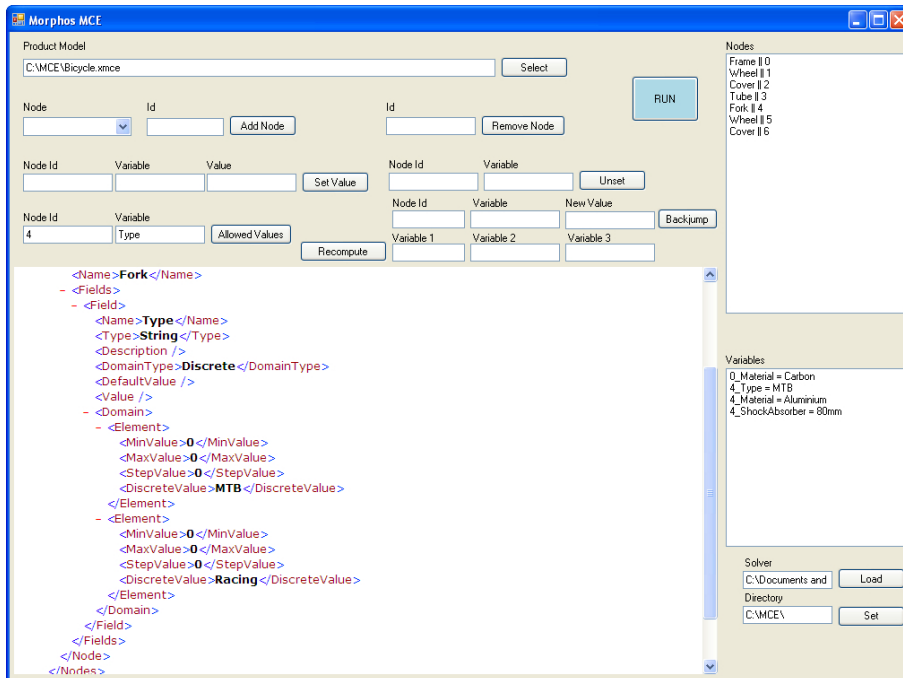 Morphos MCE
Product Model
C:\MCE\Bicycle.xmce
Select
RUN
Node Id Id
Add Node Remove Node
Node Id Variable Value Node Id Variable
Set Value Unset
Node Id Variable New Value
Node Id Variable Backjump
4 Type Allowed Values Variable 1 Variable 2 Variable 3
Recompute
<Name>Fork</Name>
− <Fields>
− <Field>
<Name>Type</Name>
<Type>String</Type>
<Description />
<DomainType>Discrete</DomainType>
<DefaultValue />
<Value />
− <Domain>
− <Element>
<MinValue>0</MinValue>
<MaxValue>0</MaxValue>
<StepValue>0</StepValue>
<DiscreteValue>MTB</DiscreteValue>
</Element>
− <Element>
<MinValue>0</MinValue>
<MaxValue>0</MaxValue>
<StepValue>0</StepValue>
<DiscreteValue>Racing</DiscreteValue>
</Element>
</Domain>
</Field>
</Fields>
</Node>
</Nodes>
Nodes
Frame || 0
Wheel || 1
Cover || 2
Tube || 3
Fork || 4
Wheel || 5
Cover || 6
Variables
0_Material = Carbon
4_Type = MTB
4_Material = Aluminium
4_ShockAbsorber = 80mm
Solver
C:\Documents and Load
Directory
C:\MCE\ Set